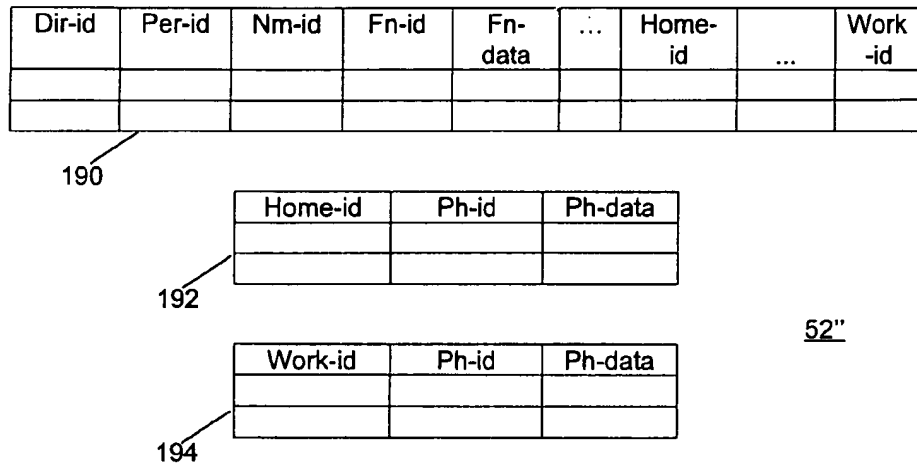 Dir-id Per-id Nm-id Fn-id Fn-data ... Home-id ... Work-id
190
Home-id Ph-id Ph-data
192
52"
Work-id Ph-id Ph-data
194